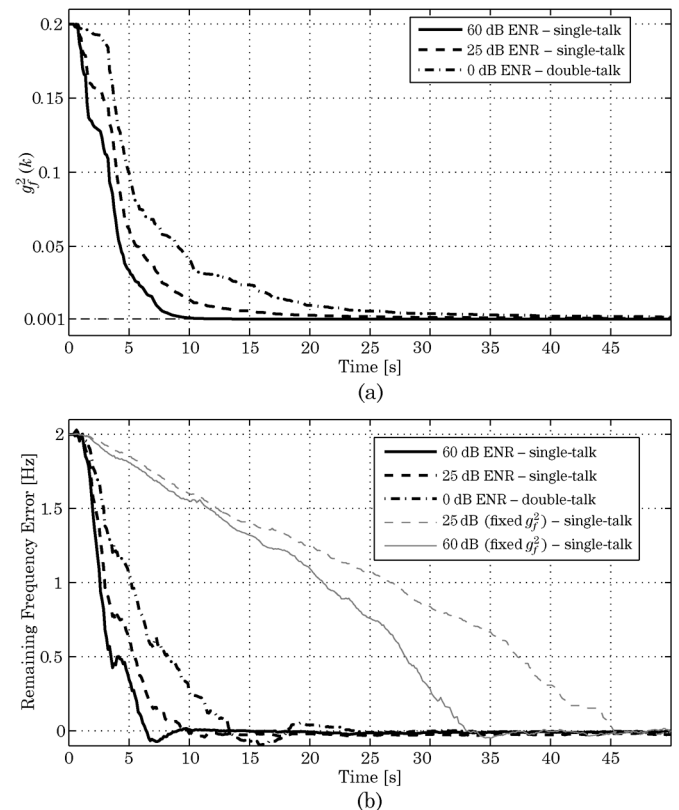 0.2
0.15
0.1
0.05
0.001
g_f^2(k)
60 dB ENR – single-talk
25 dB ENR – single-talk
0 dB ENR – double-talk
0 5 10 15 20 25 30 35 40 45
Time [s]
(a)
2
1.5
1
0.5
0
Remaining Frequency Error [Hz]
60 dB ENR – single-talk
25 dB ENR – single-talk
0 dB ENR – double-talk
25 dB (fixed g_f^2) – single-talk
60 dB (fixed g_f^2) – single-talk
0 5 10 15 20 25 30 35 40 45
Time [s]
(b)